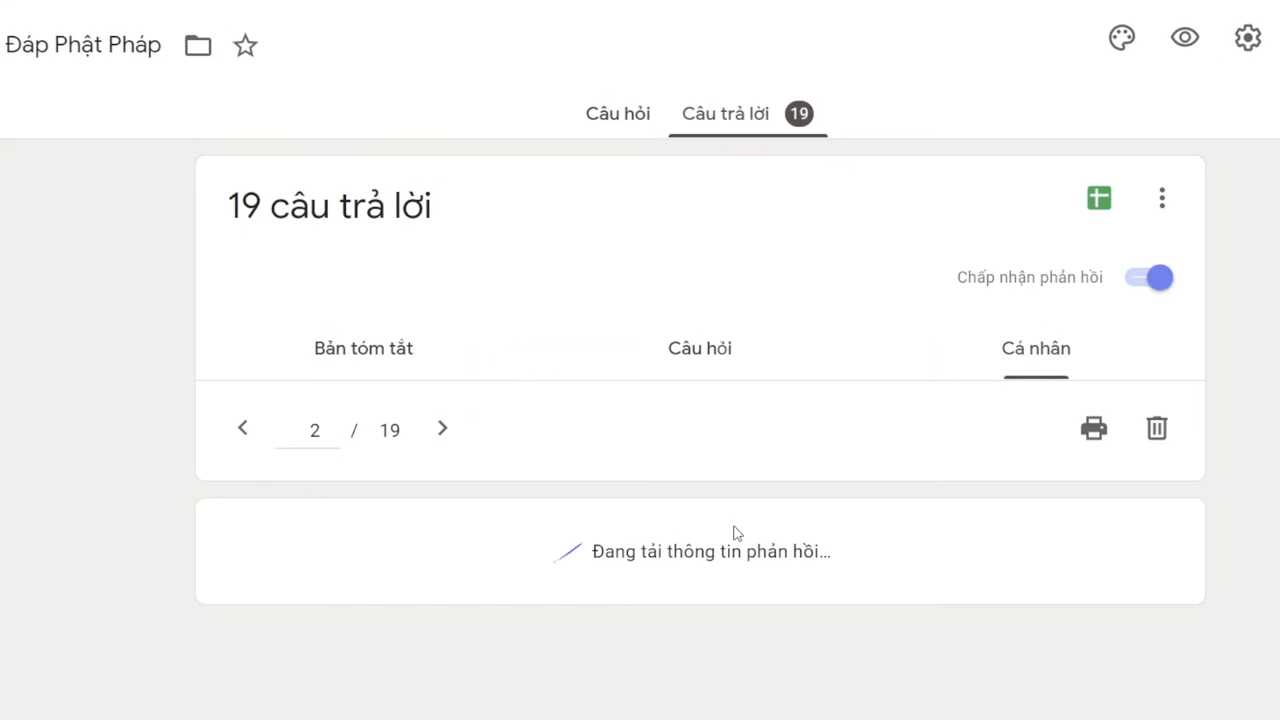 Đáp Phật Pháp
Câu hỏi Câu trả lời 19
19 câu trả lời
Chấp nhận phản hồi
Bản tóm tắt Câu hỏi Cá nhân
2 / 19
Đang tải thông tin phản hồi...